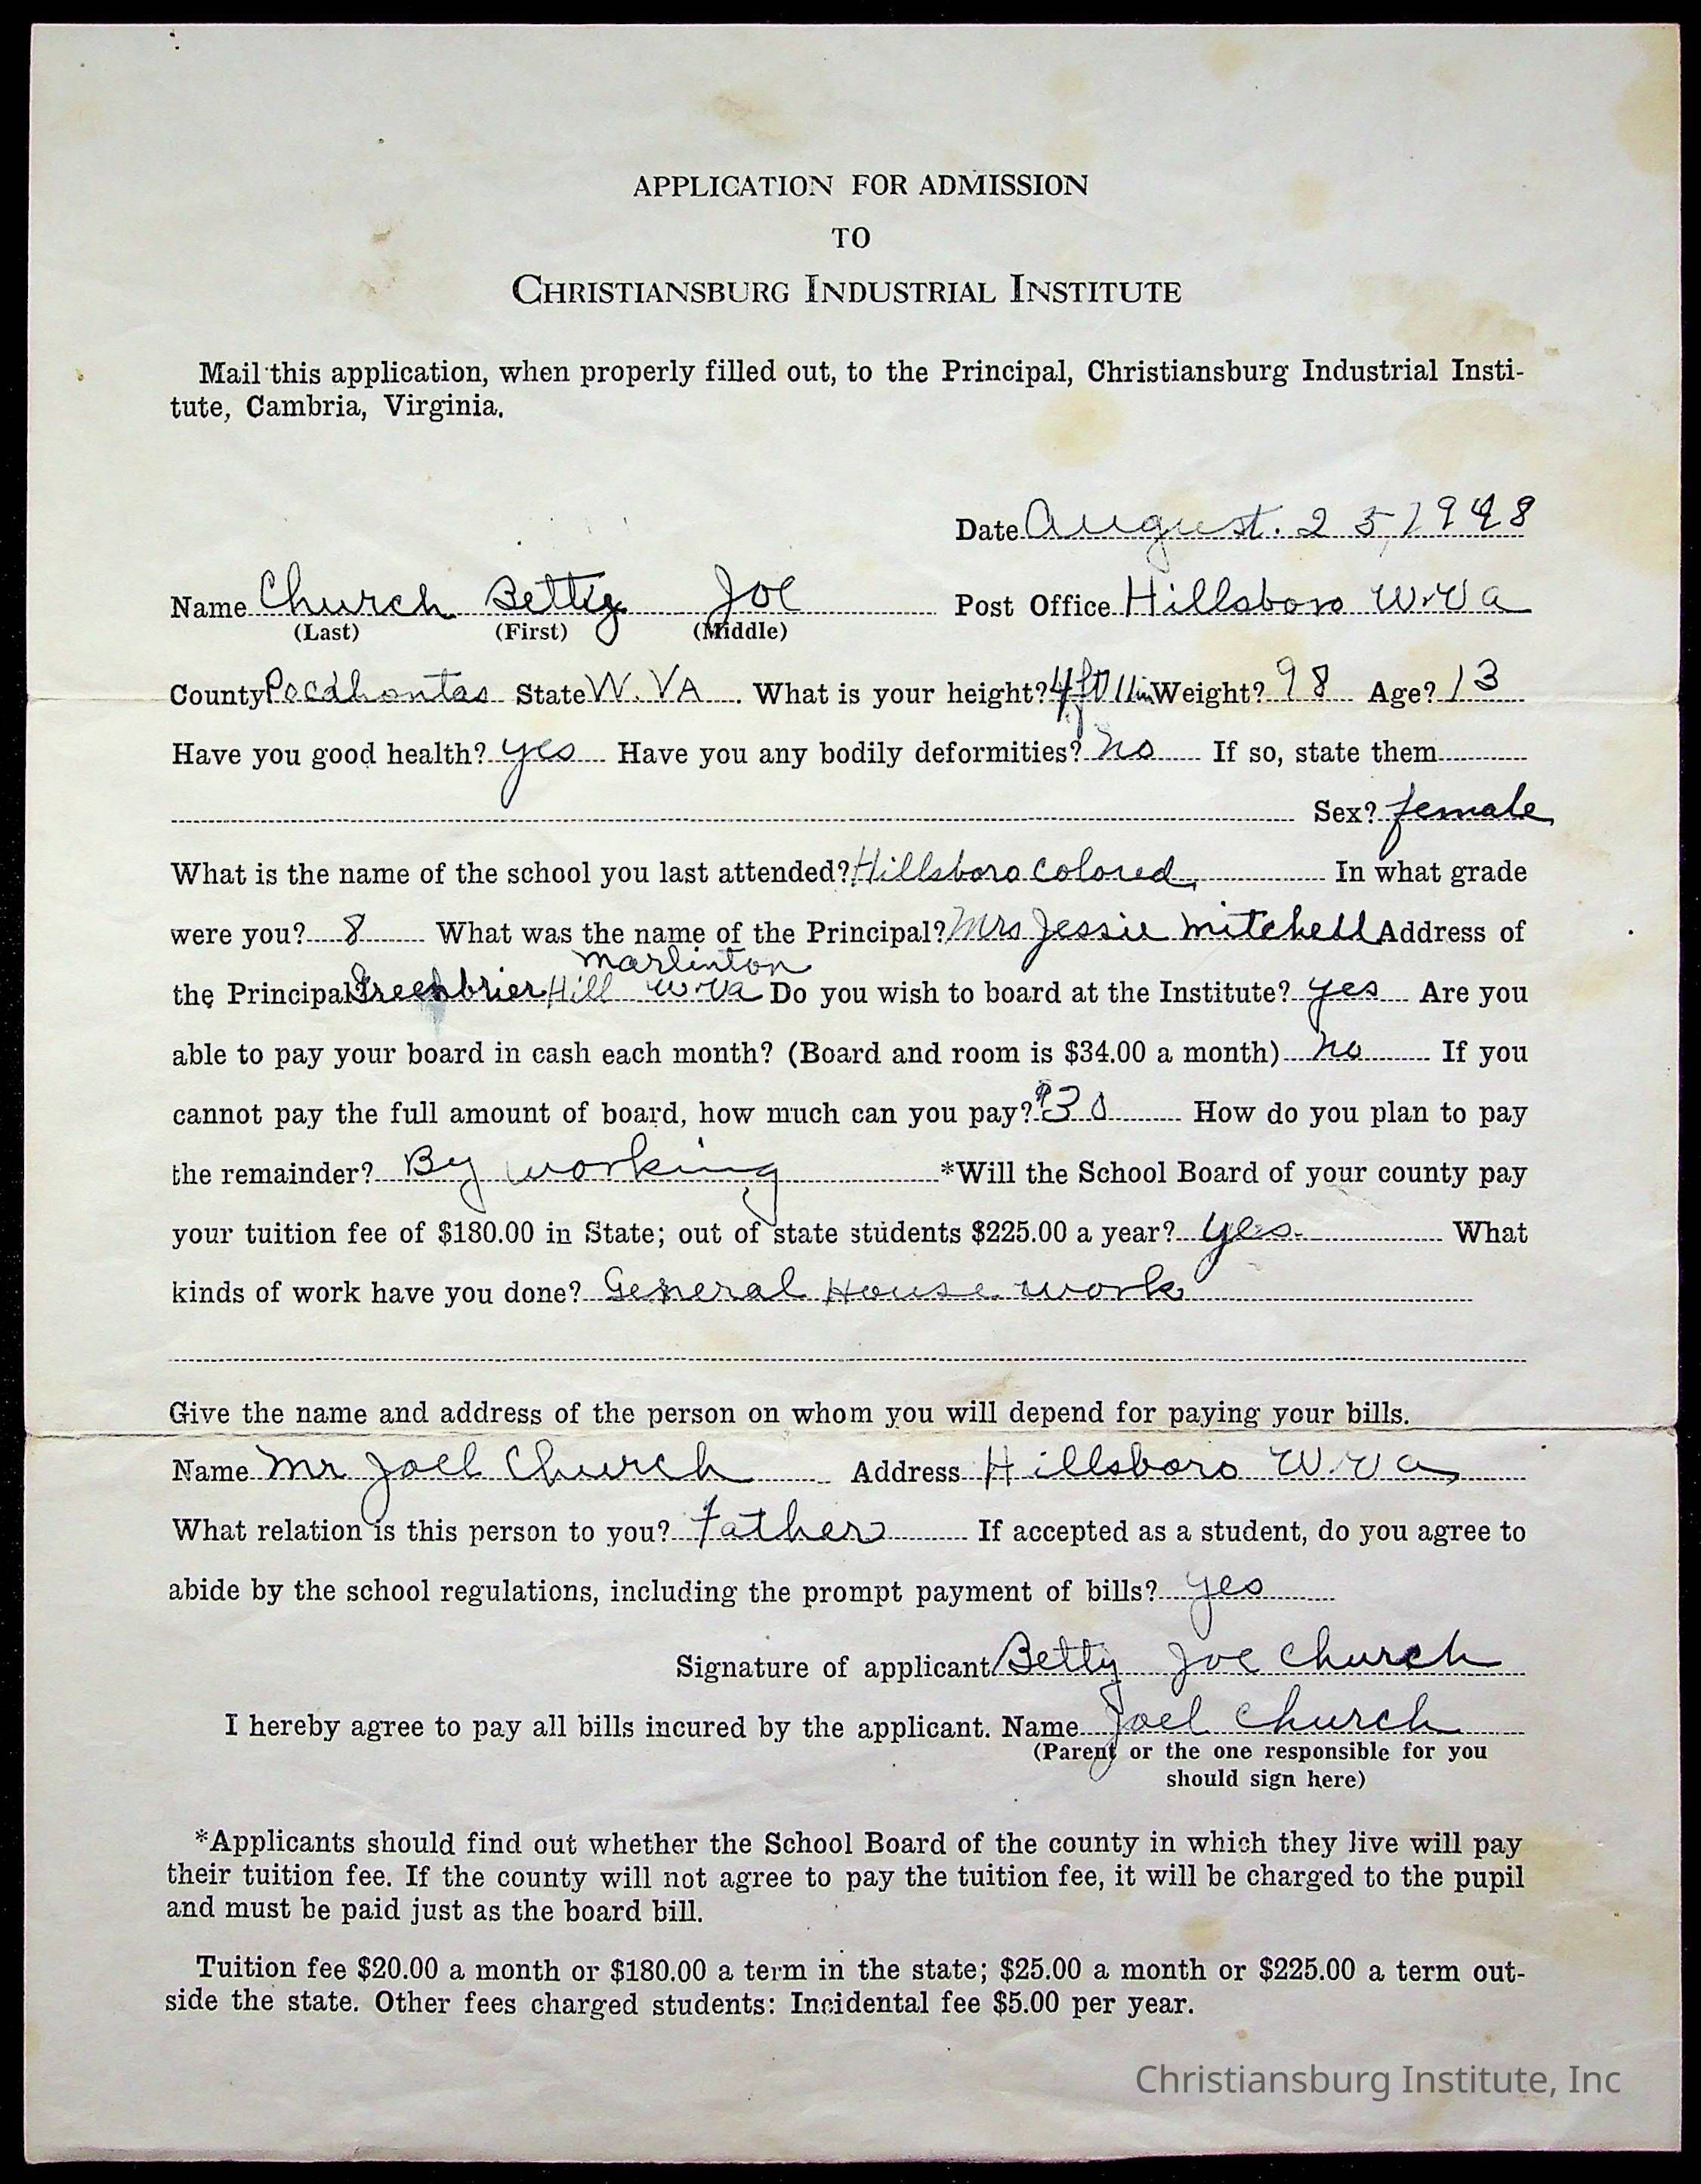 APPLICATION FOR ADMISSION
TO
CHRISTIANSBURG INDUSTRIAL INSTITUTE
Mail this application, when properly filled out, to the Principal, Christiansburg Industrial Insti-
tute, Cambria, Virginia.
Date August. 25, 1948
Name Church Betty Joe Post Office Hillsboro W.Va
(Last) (First) (Middle)
County Pocahontas State W. VA. What is your height? 4 ft 11 in Weight? 98 Age? 13
Have you good health? yes Have you any bodily deformities? no If so, state them
Sex? female
What is the name of the school you last attended? Hillsboro Colored In what grade
were you? 8 What was the name of the Principal? Mrs Jessie Mitchell Address of
Marlinton
the Principal Greenbrier Hill W.Va Do you wish to board at the Institute? yes Are you
able to pay your board in cash each month? (Board and room is $34.00 a month) no If you
cannot pay the full amount of board, how much can you pay? $30 How do you plan to pay
the remainder? By working *Will the School Board of your county pay
your tuition fee of $180.00 in State; out of state students $225.00 a year? yes. What
kinds of work have you done? General House work
Give the name and address of the person on whom you will depend for paying your bills.
Name Mr Joel Church Address Hillsboro W.Va,
What relation is this person to you? Father If accepted as a student, do you agree to
abide by the school regulations, including the prompt payment of bills? yes
Signature of applicant Betty Joe Church
I hereby agree to pay all bills incured by the applicant. Name Joel Church
(Parent or the one responsible for you
should sign here)
*Applicants should find out whether the School Board of the county in which they live will pay
their tuition fee. If the county will not agree to pay the tuition fee, it will be charged to the pupil
and must be paid just as the board bill.
Tuition fee $20.00 a month or $180.00 a term in the state; $25.00 a month or $225.00 a term out-
side the state. Other fees charged students: Incidental fee $5.00 per year.
Christiansburg Institute, Inc